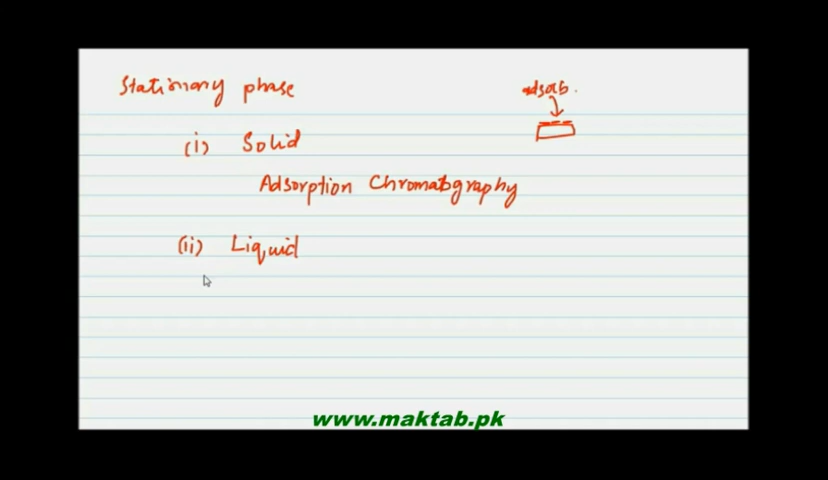 Stationary phase
adsorb.
(i) Solid
Adsorption Chromatography
(ii) Liquid
www.maktab.pk